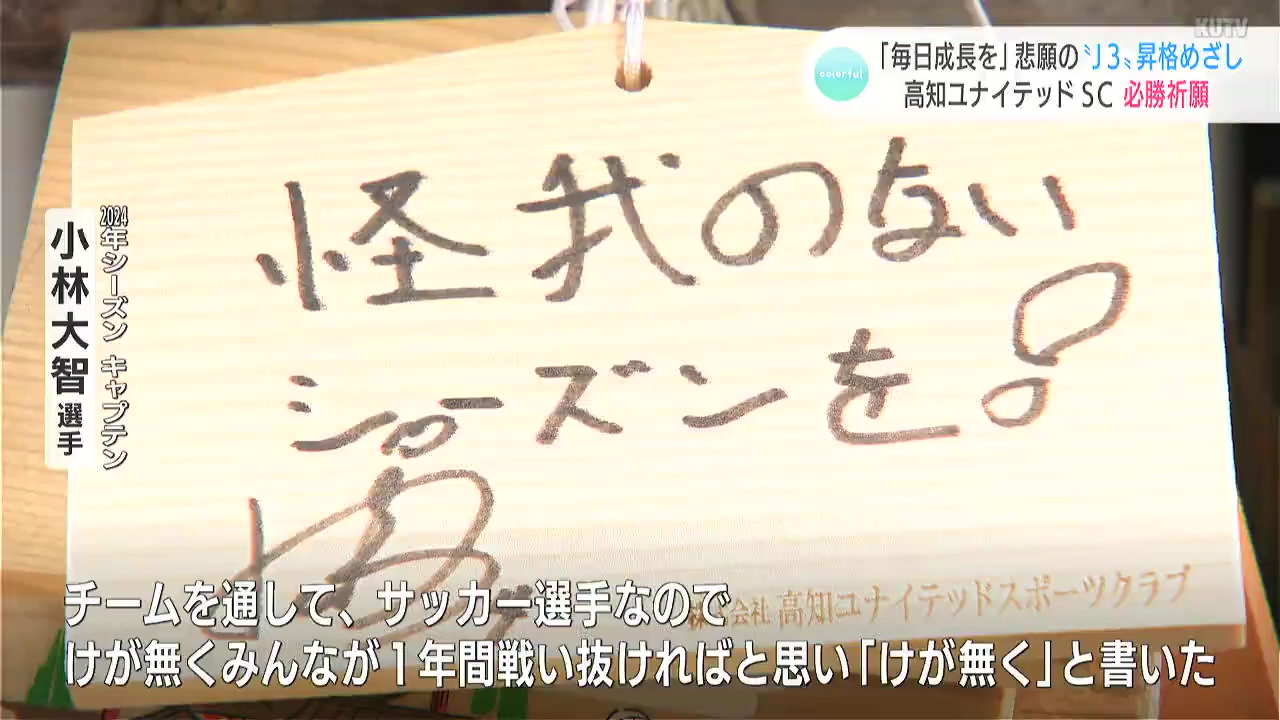 KUTV
colorful
「毎日成長を」悲願の〝J3〟昇格めざし
高知ユナイテッドSC 必勝祈願
怪我のない
シーズンを!
2024年シーズン キャプテン
小林大智選手
株式会社 高知ユナイテッドスポーツクラブ
チームを通して、サッカー選手なので
けが無くみんなが1年間戦い抜ければと思い「けが無く」と書いた